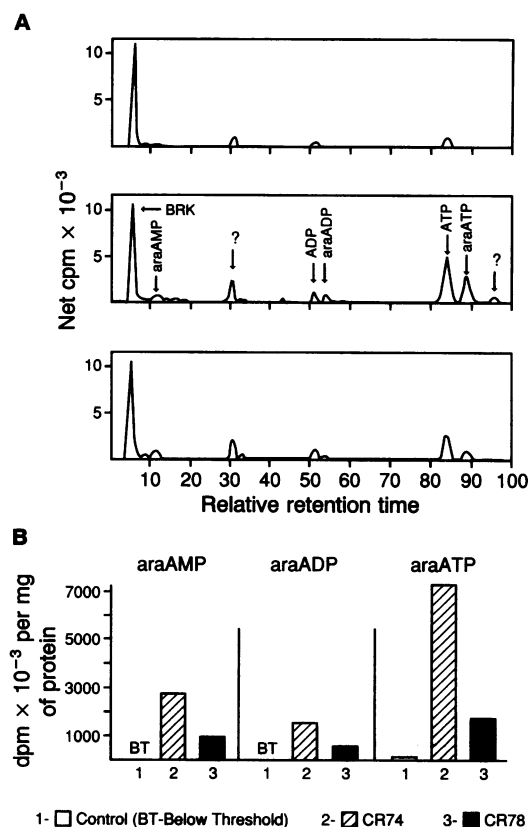 A
10
5
Net cpm × 10⁻³
10
5
BRK
araAMP
?
ADP
araADP
ATP
araATP
?
10
5
10 20 30 40 50 60 70 80 90 100
Relative retention time
B
araAMP araADP araATP
dpm × 10⁻³ per mg
of protein
7000
5000
3000
1000
BT BT
1 2 3 1 2 3 1 2 3
1- Control (BT-Below Threshold) 2- CR74 3- CR78